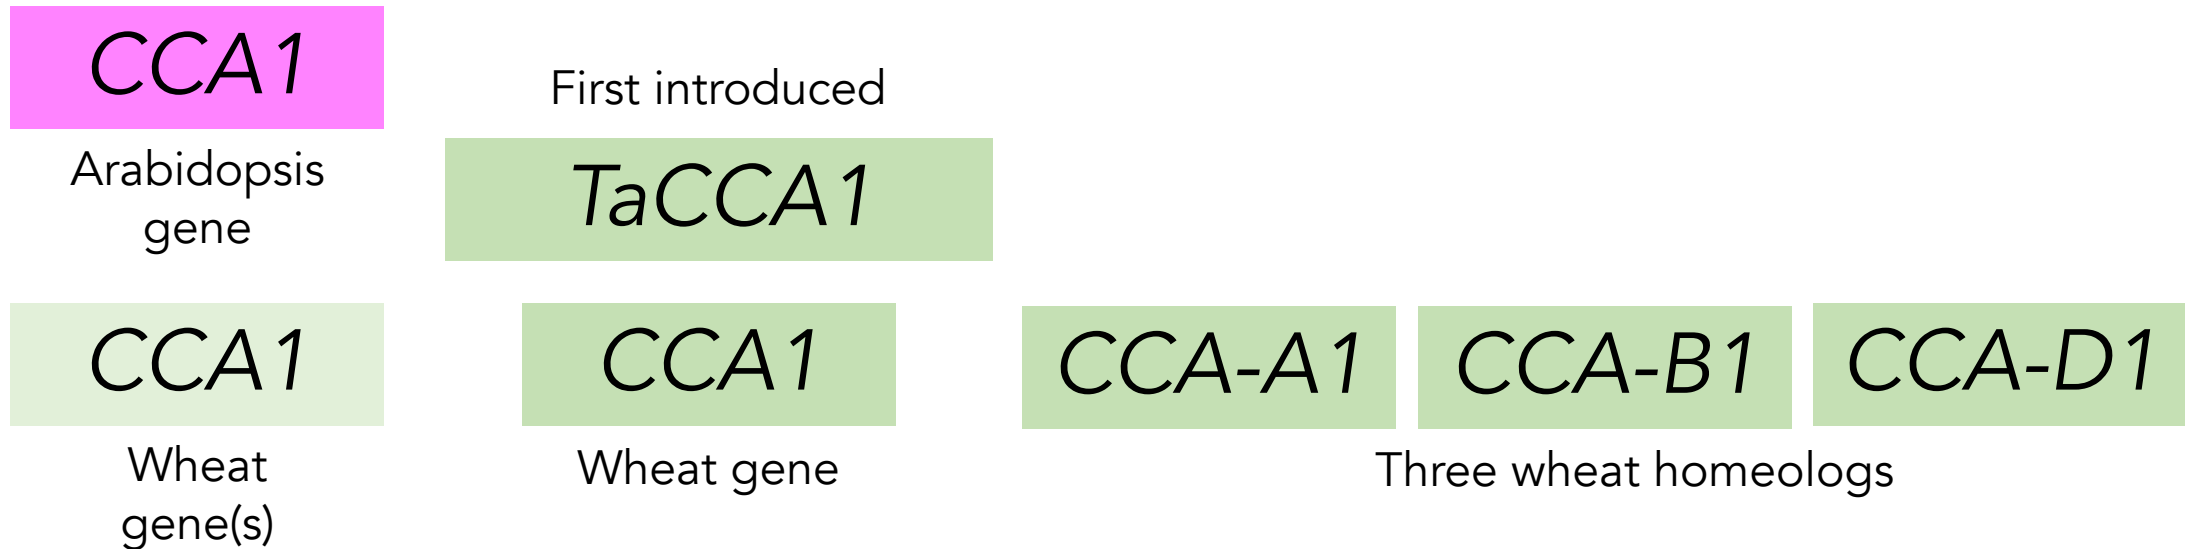 CCA1
Arabidopsis
gene
First introduced
TaCCA1
CCA1
Wheat
gene(s)
CCA1
Wheat gene
CCA-A1 CCA-B1 CCA-D1
Three wheat homeologs